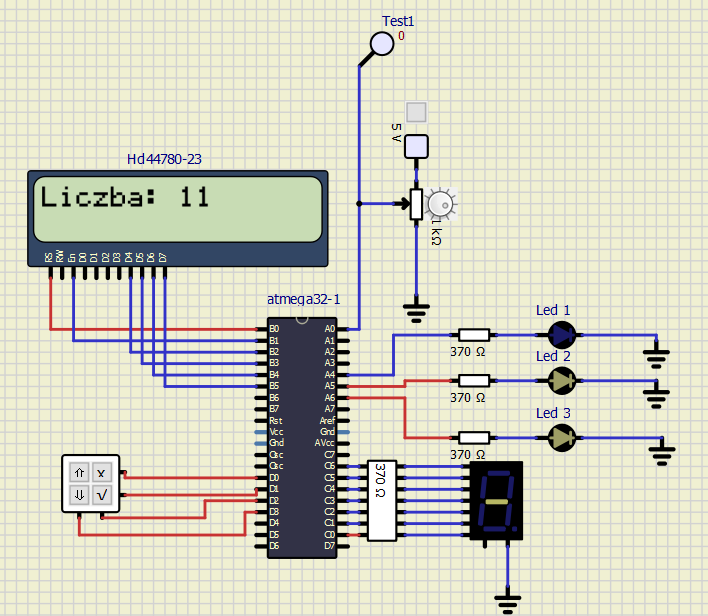 Test1
0
5 V
Hd44780-23
Liczba: 11
1 kΩ
RS RW En D0 D1 D2 D3 D4 D5 D6 D7
atmega32-1
B0 A0
B1 A1
B2 A2
B3 A3
B4 A4
B5 A5
B6 A6
B7 A7
Rst Aref
Vcc Gnd
Gnd AVcc
Osc C7
Osc C6
D0 C5
D1 C4
D2 C3
D3 C2
D4 C1
D5 C0
D6 D7
Led 1
370 Ω
Led 2
370 Ω
Led 3
370 Ω
370 Ω
⇑ x
⇓ √